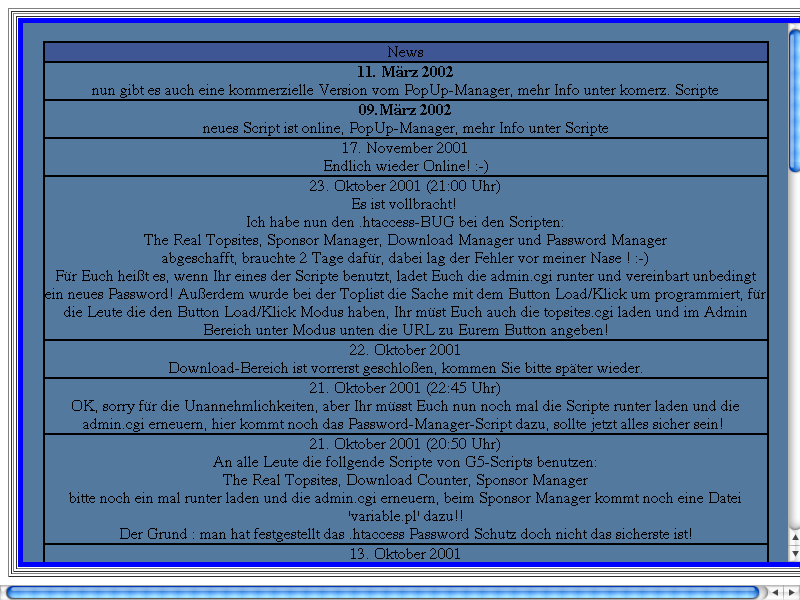 News
11. März 2002
nun gibt es auch eine kommerzielle Version vom PopUp-Manager, mehr Info unter komerz. Scripte
09.März 2002
neues Script ist online, PopUp-Manager, mehr Info unter Scripte
17. November 2001
Endlich wieder Online! :-)
23. Oktober 2001 (21:00 Uhr)
Es ist vollbracht!
Ich habe nun den .htaccess-BUG bei den Scripten:
The Real Topsites, Sponsor Manager, Download Manager und Password Manager
abgeschafft, brauchte 2 Tage dafür, dabei lag der Fehler vor meiner Nase ! :-)
Für Euch heißt es, wenn Ihr eines der Scripte benutzt, ladet Euch die admin.cgi runter und vereinbart unbedingt
ein neues Password! Außerdem wurde bei der Toplist die Sache mit dem Button Load/Klick um programmiert, für
die Leute die den Button Load/Klick Modus haben, Ihr müst Euch auch die topsites.cgi laden und im Admin
Bereich unter Modus unten die URL zu Eurem Button angeben!
22. Oktober 2001
Download-Bereich ist vorrerst geschloßen, kommen Sie bitte später wieder.
21. Oktober 2001 (22:45 Uhr)
OK, sorry für die Unannehmlichkeiten, aber Ihr müsst Euch nun noch mal die Scripte runter laden und die
admin.cgi erneuern, hier kommt noch das Password-Manager-Script dazu, sollte jetzt alles sicher sein!
21. Oktober 2001 (20:50 Uhr)
An alle Leute die follgende Scripte von G5-Scripts benutzen:
The Real Topsites, Download Counter, Sponsor Manager
bitte noch ein mal runter laden und die admin.cgi erneuern, beim Sponsor Manager kommt noch eine Datei
'variable.pl' dazu!!
Der Grund : man hat festgestellt das .htaccess Password Schutz doch nicht das sicherste ist!
13. Oktober 2001